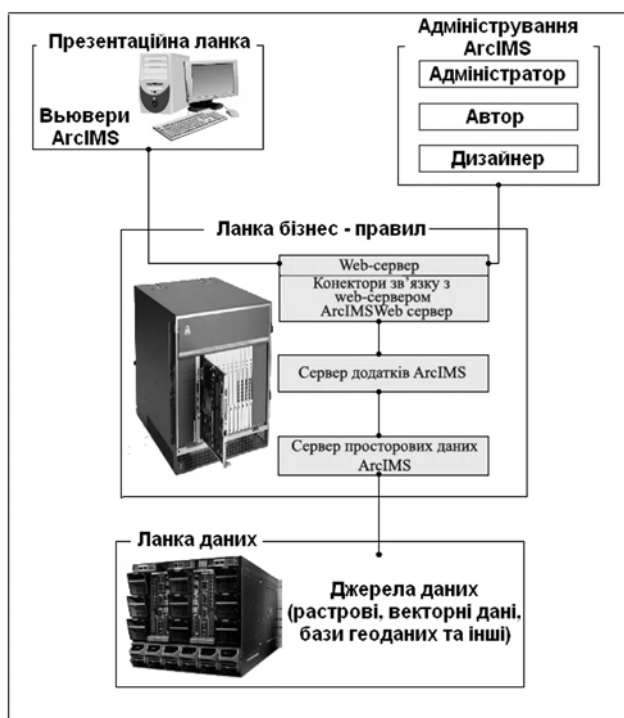 Презентаційна ланка
Вьювери
ArcIMS
Адміністрування
ArcIMS
Адміністратор
Автор
Дизайнер
Ланка бізнес - правил
Web-сервер
Конектори зв’язку з
web-сервером
ArcIMSWeb сервер
Сервер додатків ArcIMS
Сервер просторових даних
ArcIMS
Ланка даних
Джерела даних
(растрові, векторні дані,
бази геоданих та інші)